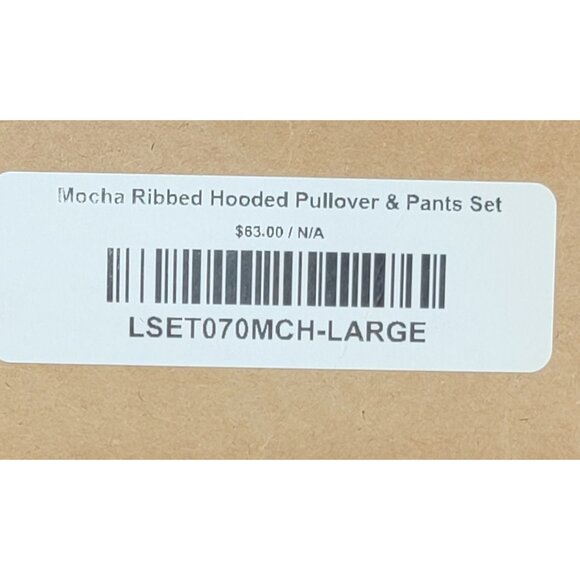 Mocha Ribbed Hooded Pullover & Pants Set
$63.00 / N/A
LSET070MCH-LARGE